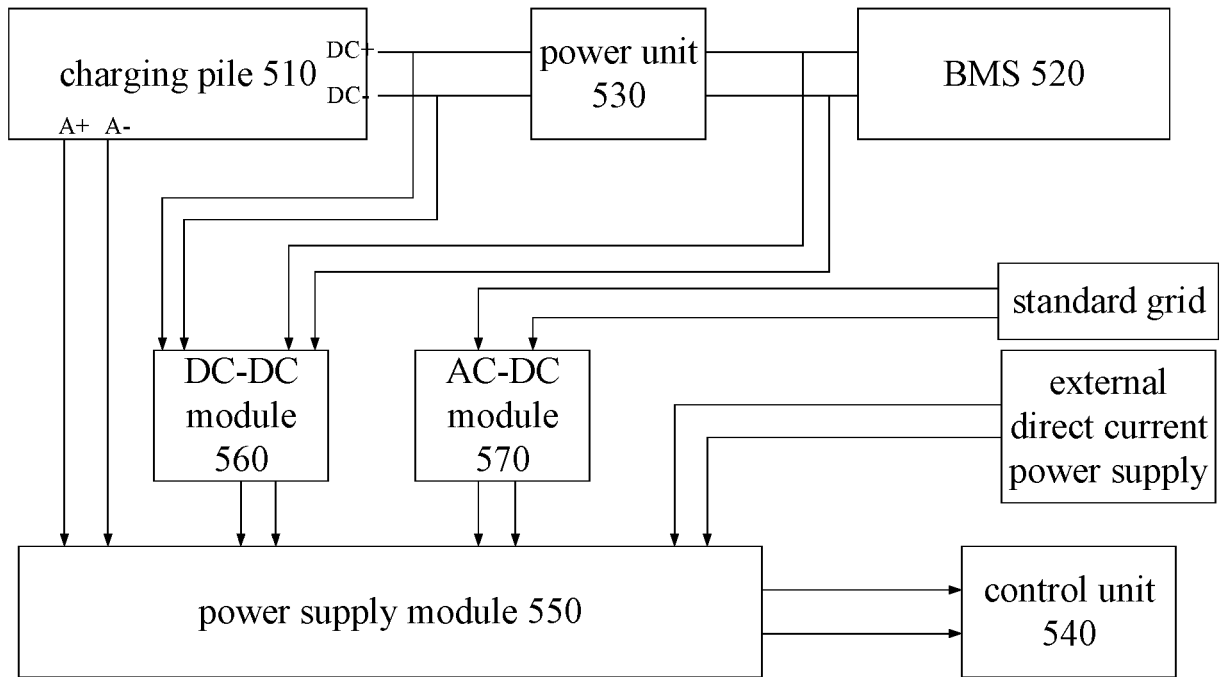 charging pile 510
DC+
DC-
A+ A-
power unit
530
BMS 520
standard grid
DC-DC
module
560
AC-DC
module
570
external
direct current
power supply
power supply module 550
control unit
540